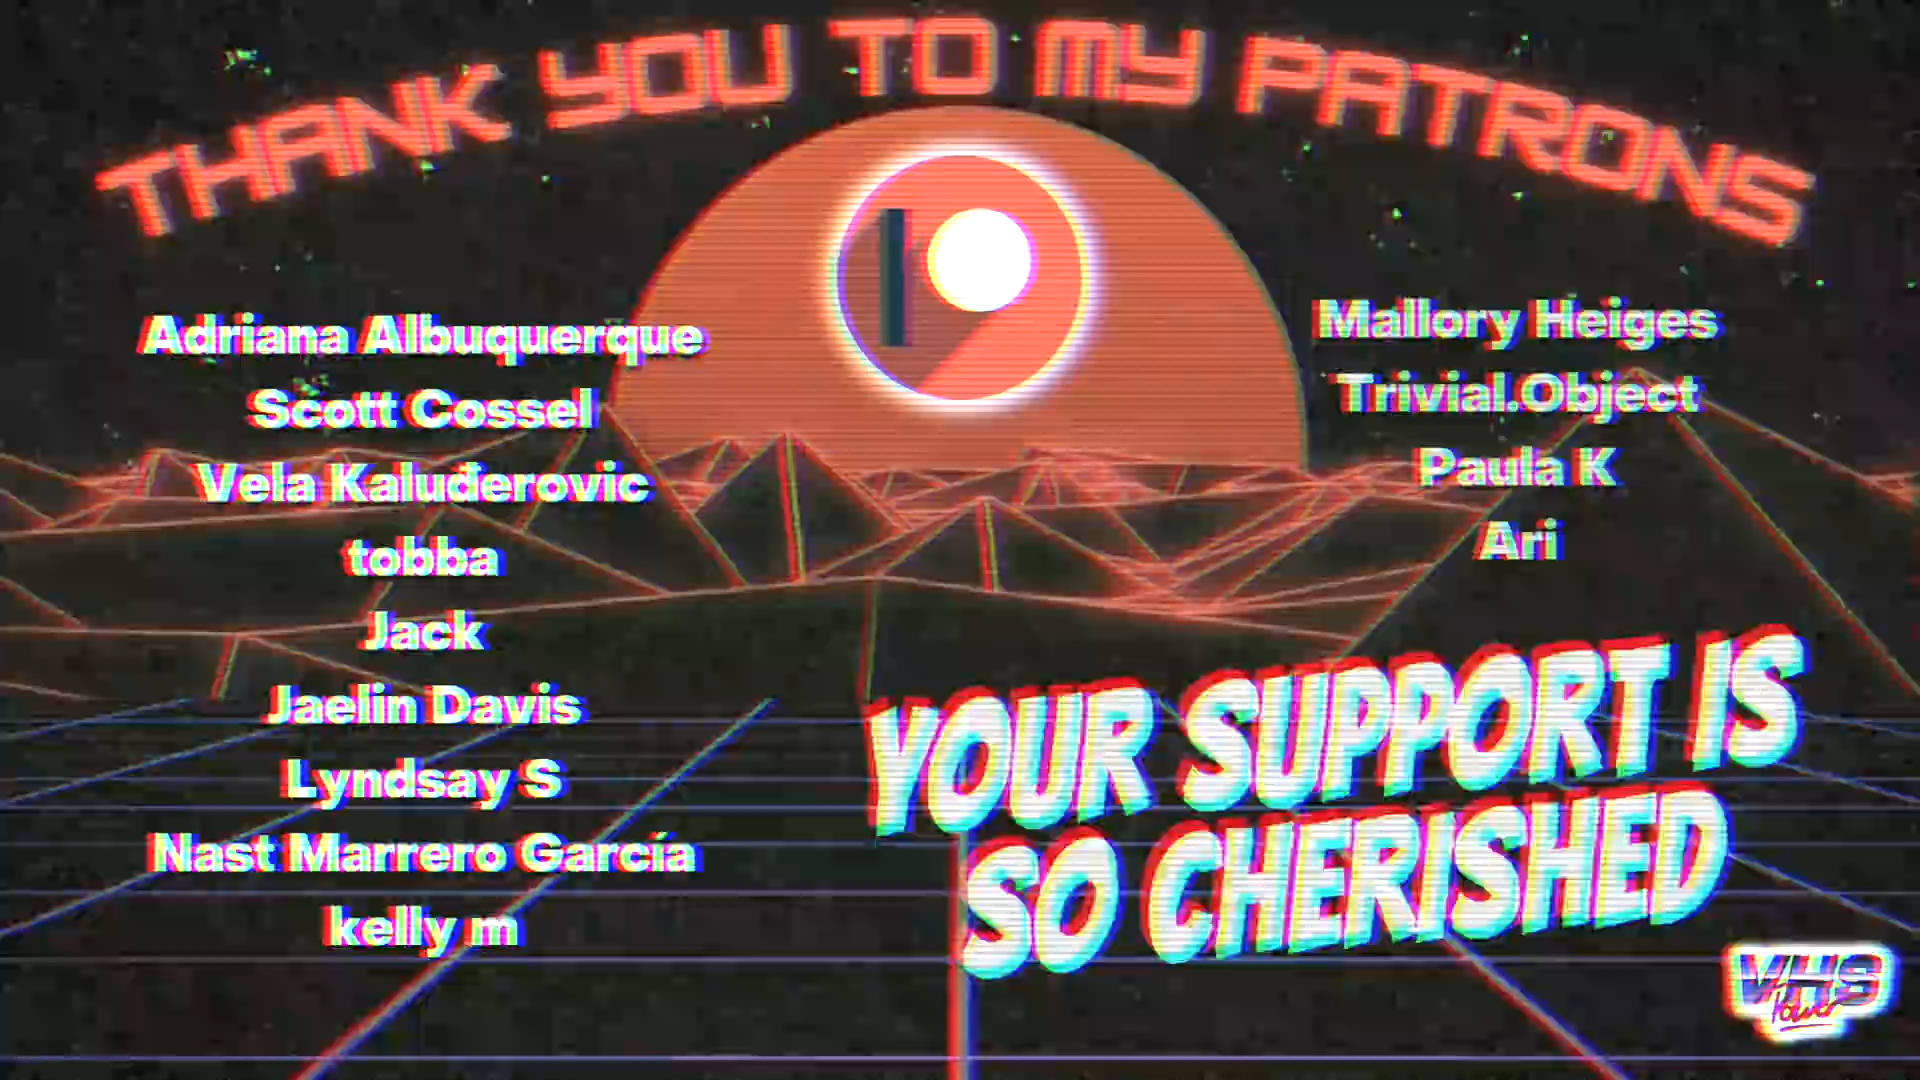 THANK YOU TO MY PATRONS
Adriana Albuquerque
Scott Cossel
Vela Kaluđerovic
tobba
Jack
Jaelin Davis
Lyndsay S
Nast Marrero García
kelly m
Mallory Heiges
Trivial.Object
Paula K
Ari
YOUR SUPPORT IS
SO CHERISHED
VHS
Power